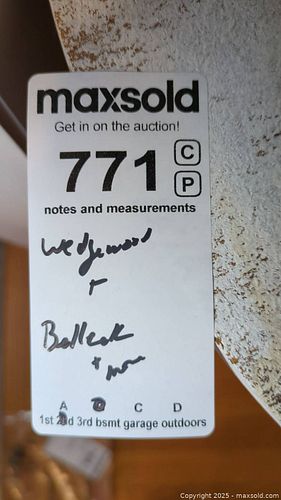 maxsold
Get in on the auction!
771 C
P
notes and measurements
Wedgewood
+
Belleek
+ more
A B C D
1st 2nd 3rd bsmt garage outdoors
Copyright 2025 - maxsold.com